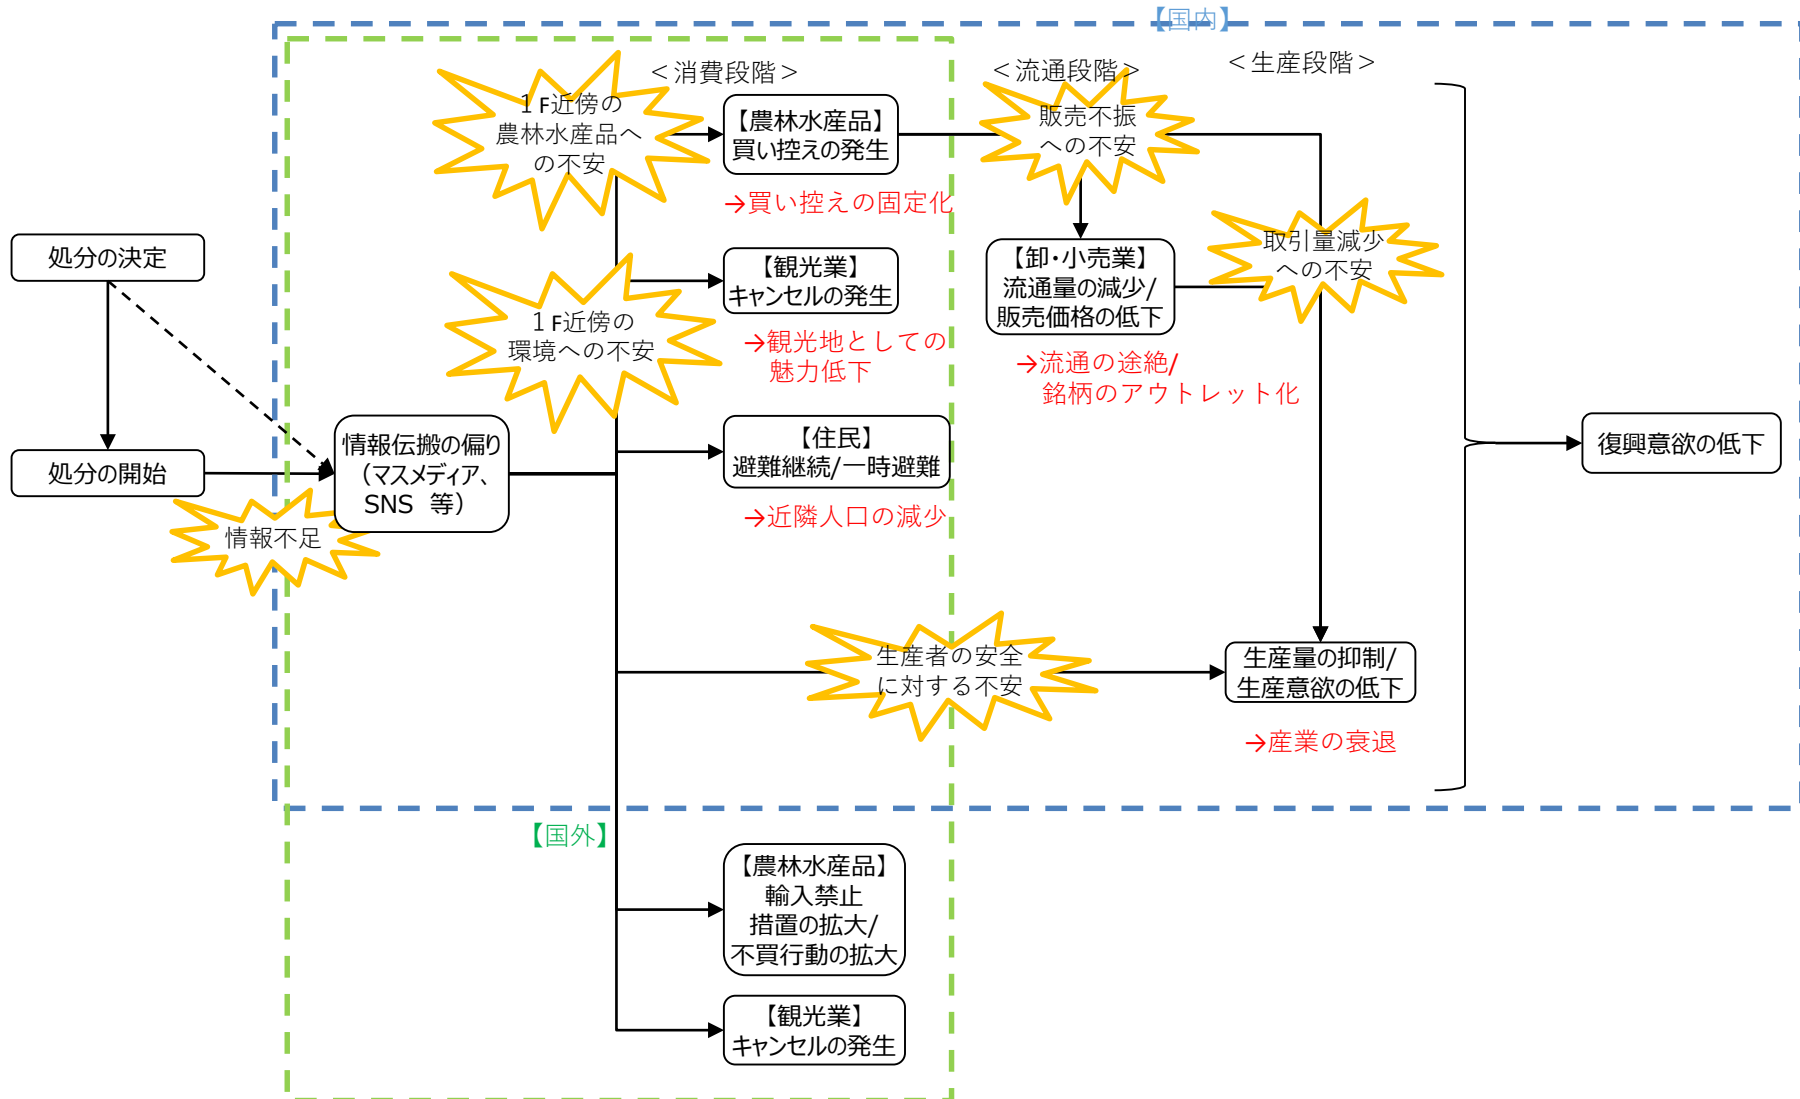 【国内】
＜消費段階＞
＜流通段階＞
＜生産段階＞
１F近傍の
農林水産品へ
の不安
【農林水産品】
買い控えの発生
→買い控えの固定化
販売不振
への不安
取引量減少
への不安
処分の決定
【観光業】
キャンセルの発生
→観光地としての
魅力低下
【卸・小売業】
流通量の減少/
販売価格の低下
→流通の途絶/
銘柄のアウトレット化
１F近傍の
環境への不安
処分の開始
情報伝搬の偏り
（マスメディア、
SNS 等）
情報不足
【住民】
避難継続/一時避難
→近隣人口の減少
復興意欲の低下
生産者の安全
に対する不安
生産量の抑制/
生産意欲の低下
→産業の衰退
【国外】
【農林水産品】
輸入禁止
措置の拡大/
不買行動の拡大
【観光業】
キャンセルの発生